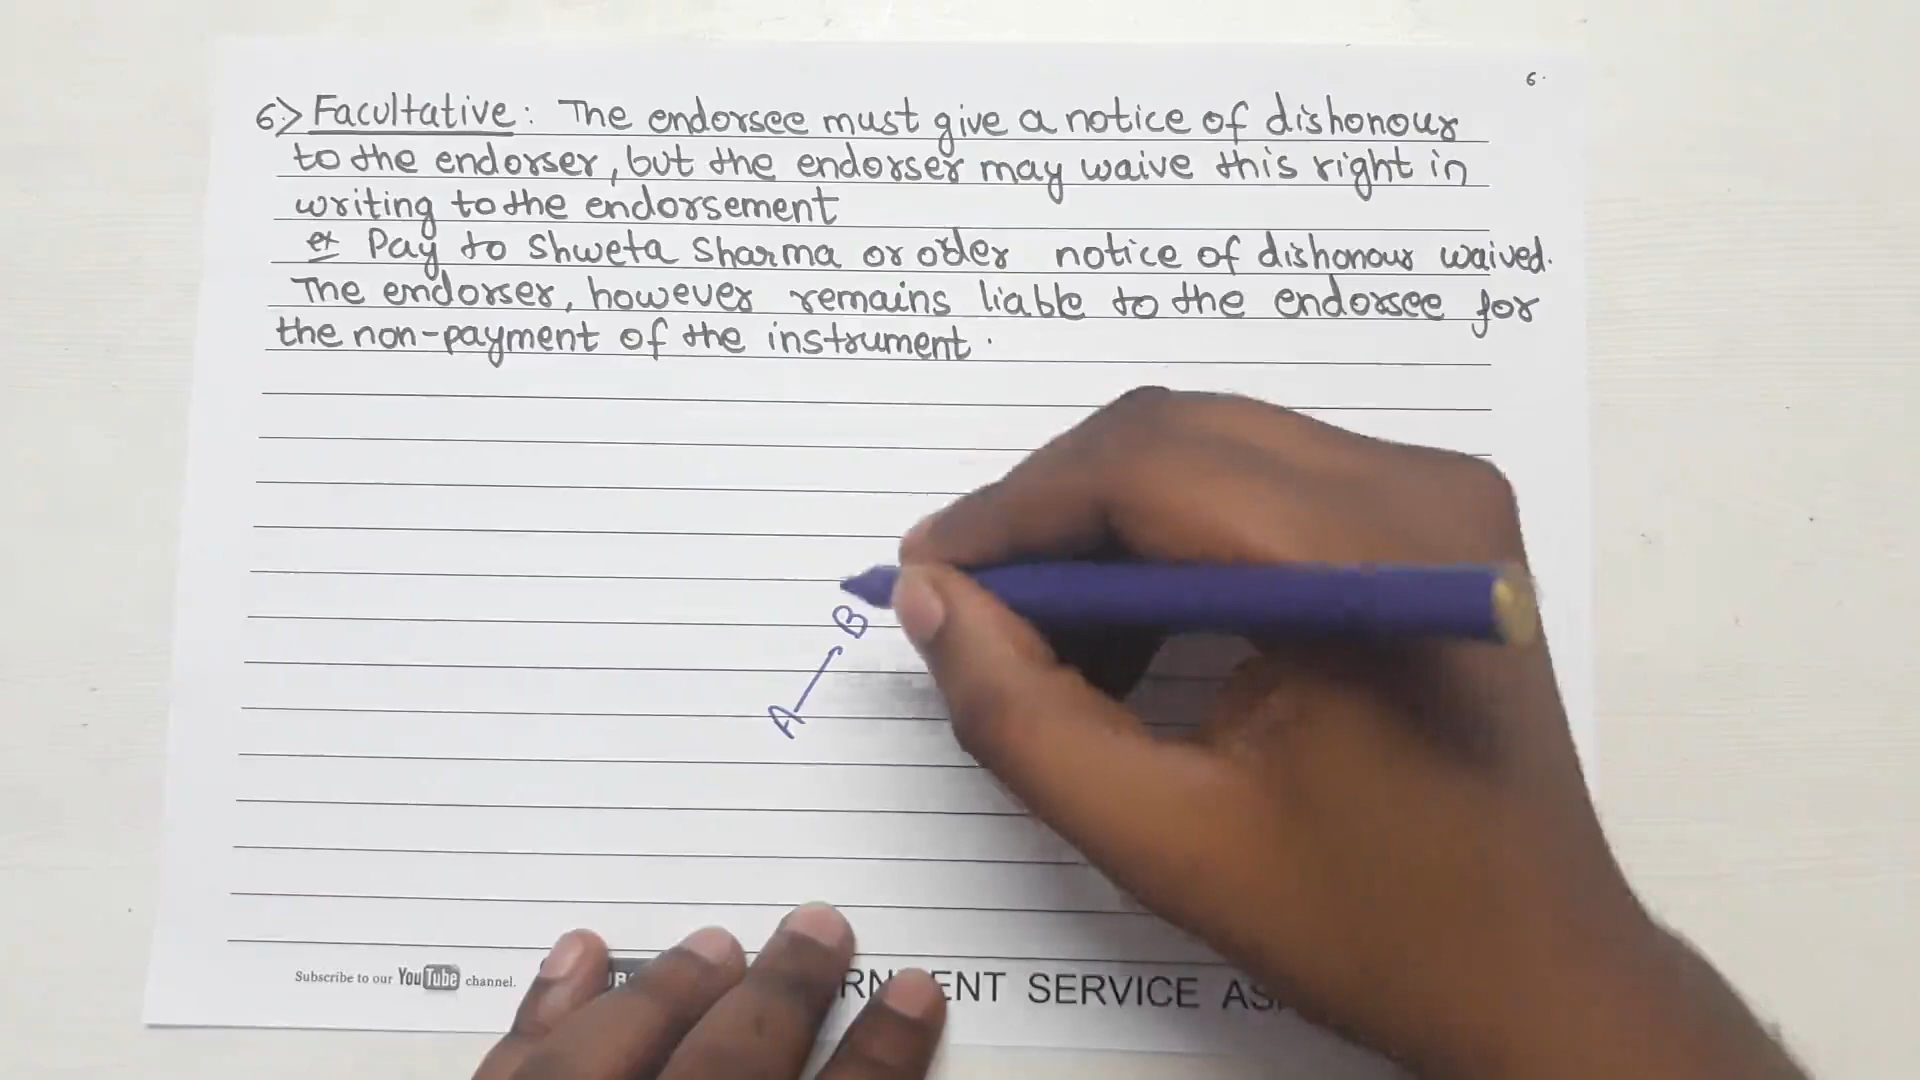 6.
6.> Facultative : The endorsee must give a notice of dishonour
to the endorser, but the endorser may waive this right in
writing to the endorsement
ex Pay to Shweta Sharma or order notice of dishonour waived.
The endorser, however remains liable to the endorsee for
the non-payment of the instrument.
B
A
Subscribe to our YouTube channel.
SERVICE